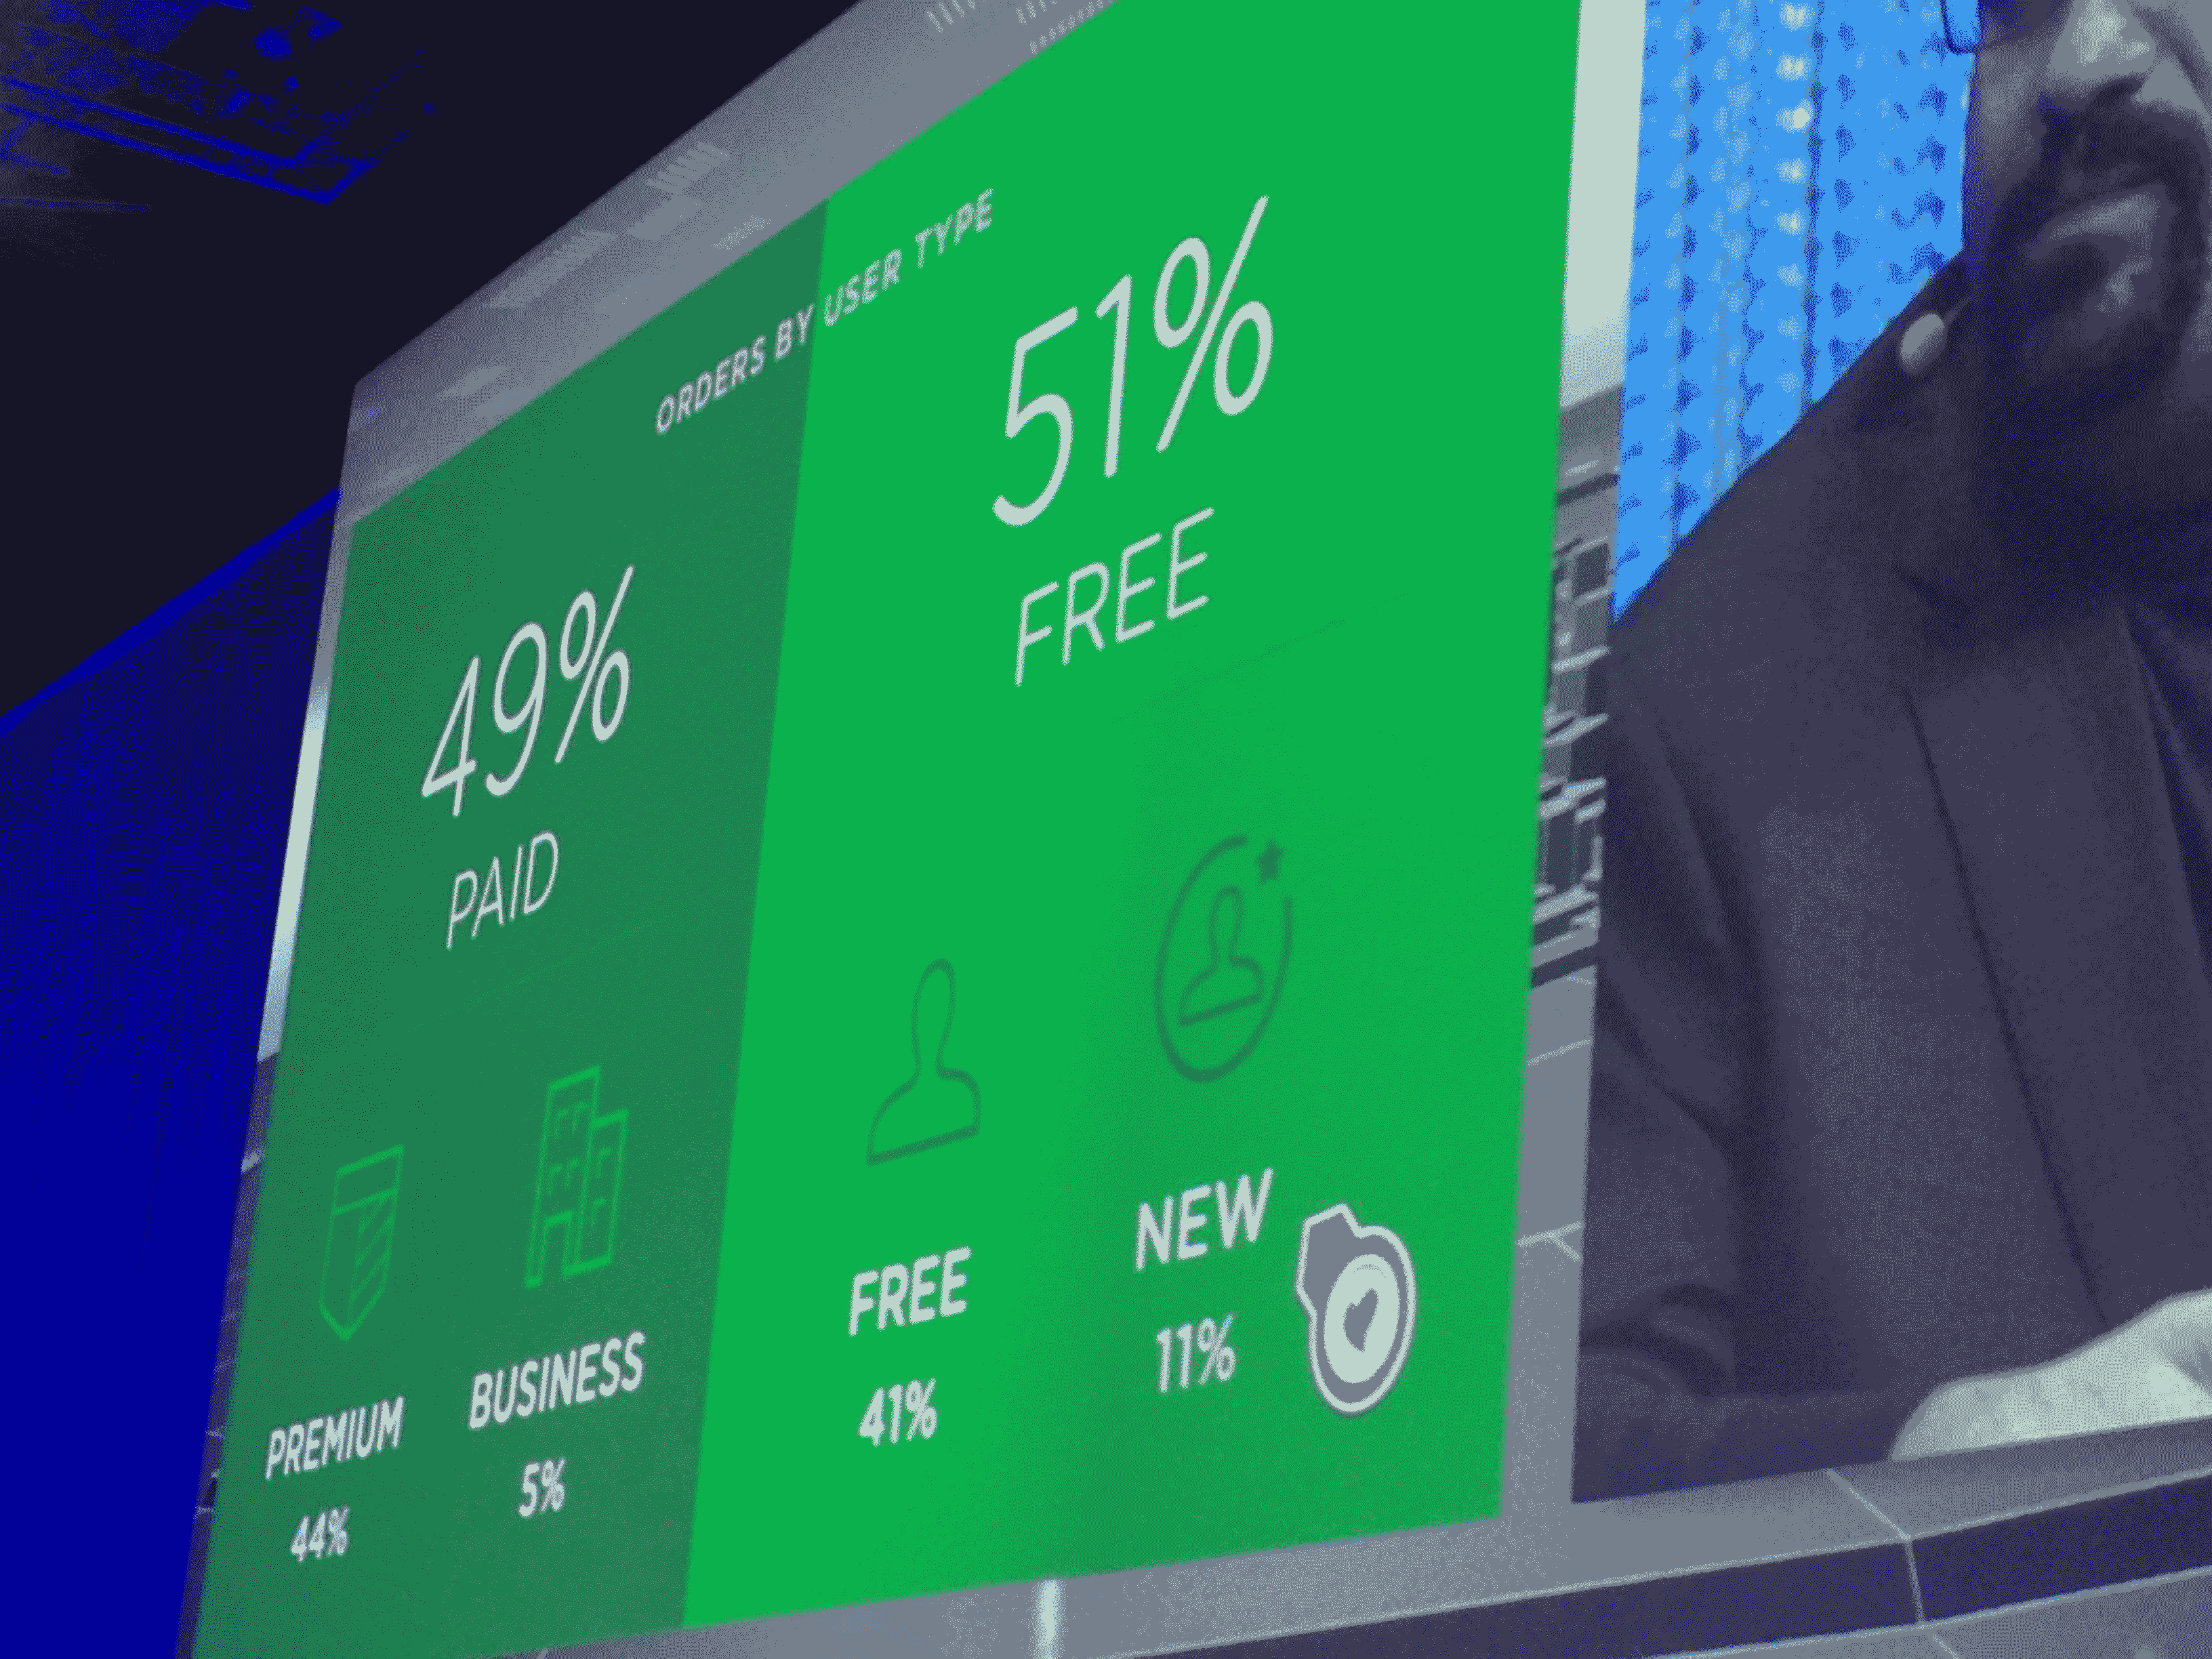 ORDERS BY USER TYPE
49%
PAID
51%
FREE
PREMIUM
44%
BUSINESS
5%
FREE
41%
NEW
11%